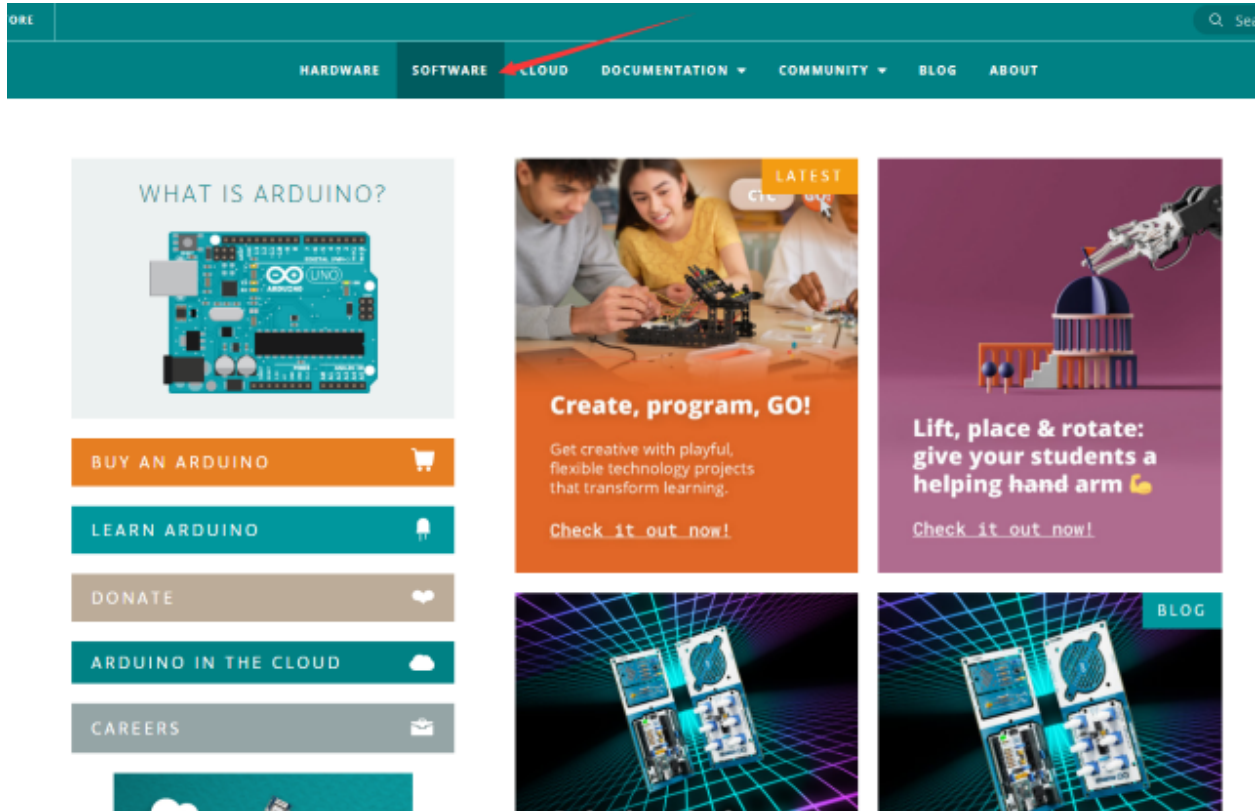 ORE
HARDWARE SOFTWARE CLOUD DOCUMENTATION COMMUNITY BLOG ABOUT
WHAT IS ARDUINO?
UNO
ARDUINO
BUY AN ARDUINO
LEARN ARDUINO
DONATE
ARDUINO IN THE CLOUD
CAREERS
LATEST
CTC GO!
Create, program, GO!
Get creative with playful,
flexible technology projects
that transform learning.
Check it out now!
Lift, place & rotate:
give your students a
helping hand arm 💪
Check it out now!
BLOG